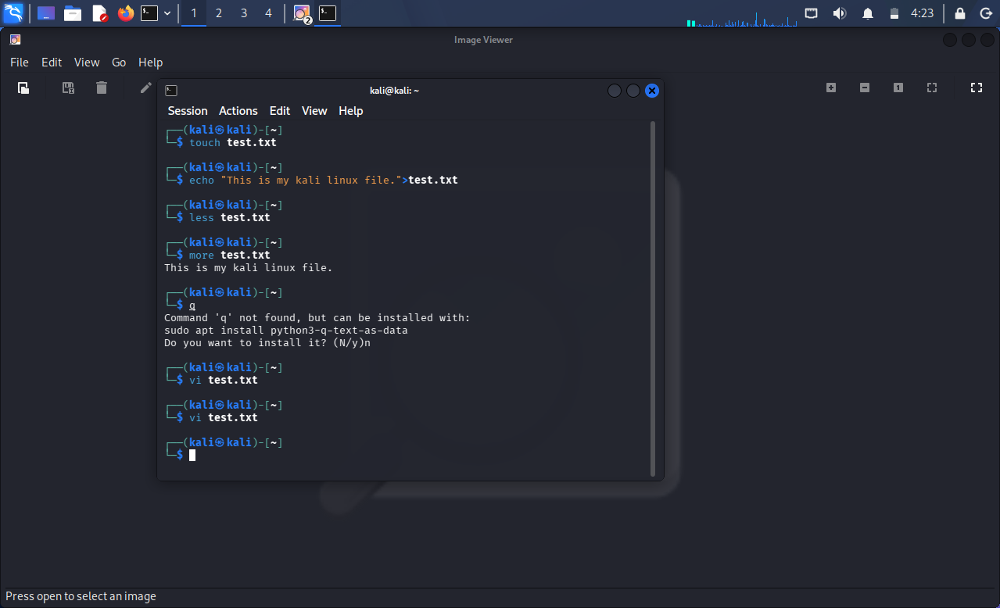 1 2 3 4 2 4:23
Image Viewer
File Edit View Go Help
1
kali@kali: ~
Session Actions Edit View Help
┌──(kali㉿kali)-[~]
└─$ touch test.txt
┌──(kali㉿kali)-[~]
└─$ echo "This is my kali linux file.">test.txt
┌──(kali㉿kali)-[~]
└─$ less test.txt
┌──(kali㉿kali)-[~]
└─$ more test.txt
This is my kali linux file.
┌──(kali㉿kali)-[~]
└─$ q
Command 'q' not found, but can be installed with:
sudo apt install python3-q-text-as-data
Do you want to install it? (N/y)n
┌──(kali㉿kali)-[~]
└─$ vi test.txt
┌──(kali㉿kali)-[~]
└─$ vi test.txt
┌──(kali㉿kali)-[~]
└─$
Press open to select an image